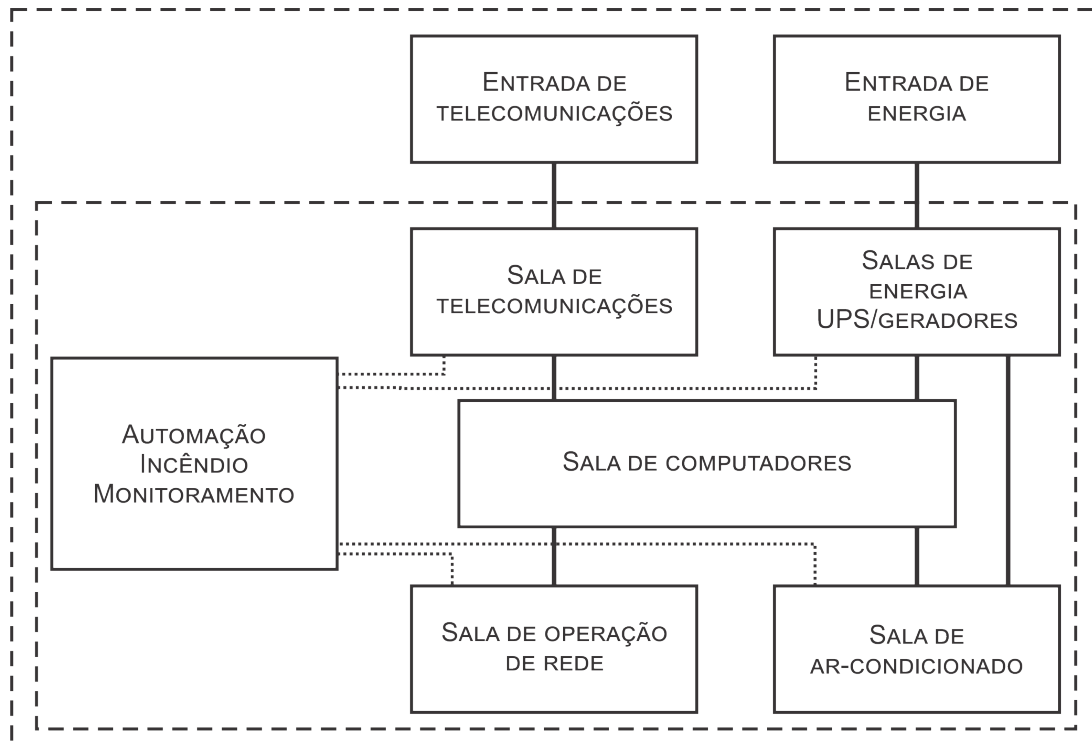 Entrada de
telecomunicações
Entrada de
energia
Sala de
telecomunicações
Salas de
energia
UPS/geradores
Automação
Incêndio
Monitoramento
Sala de computadores
Sala de operação
de rede
Sala de
ar-condicionado